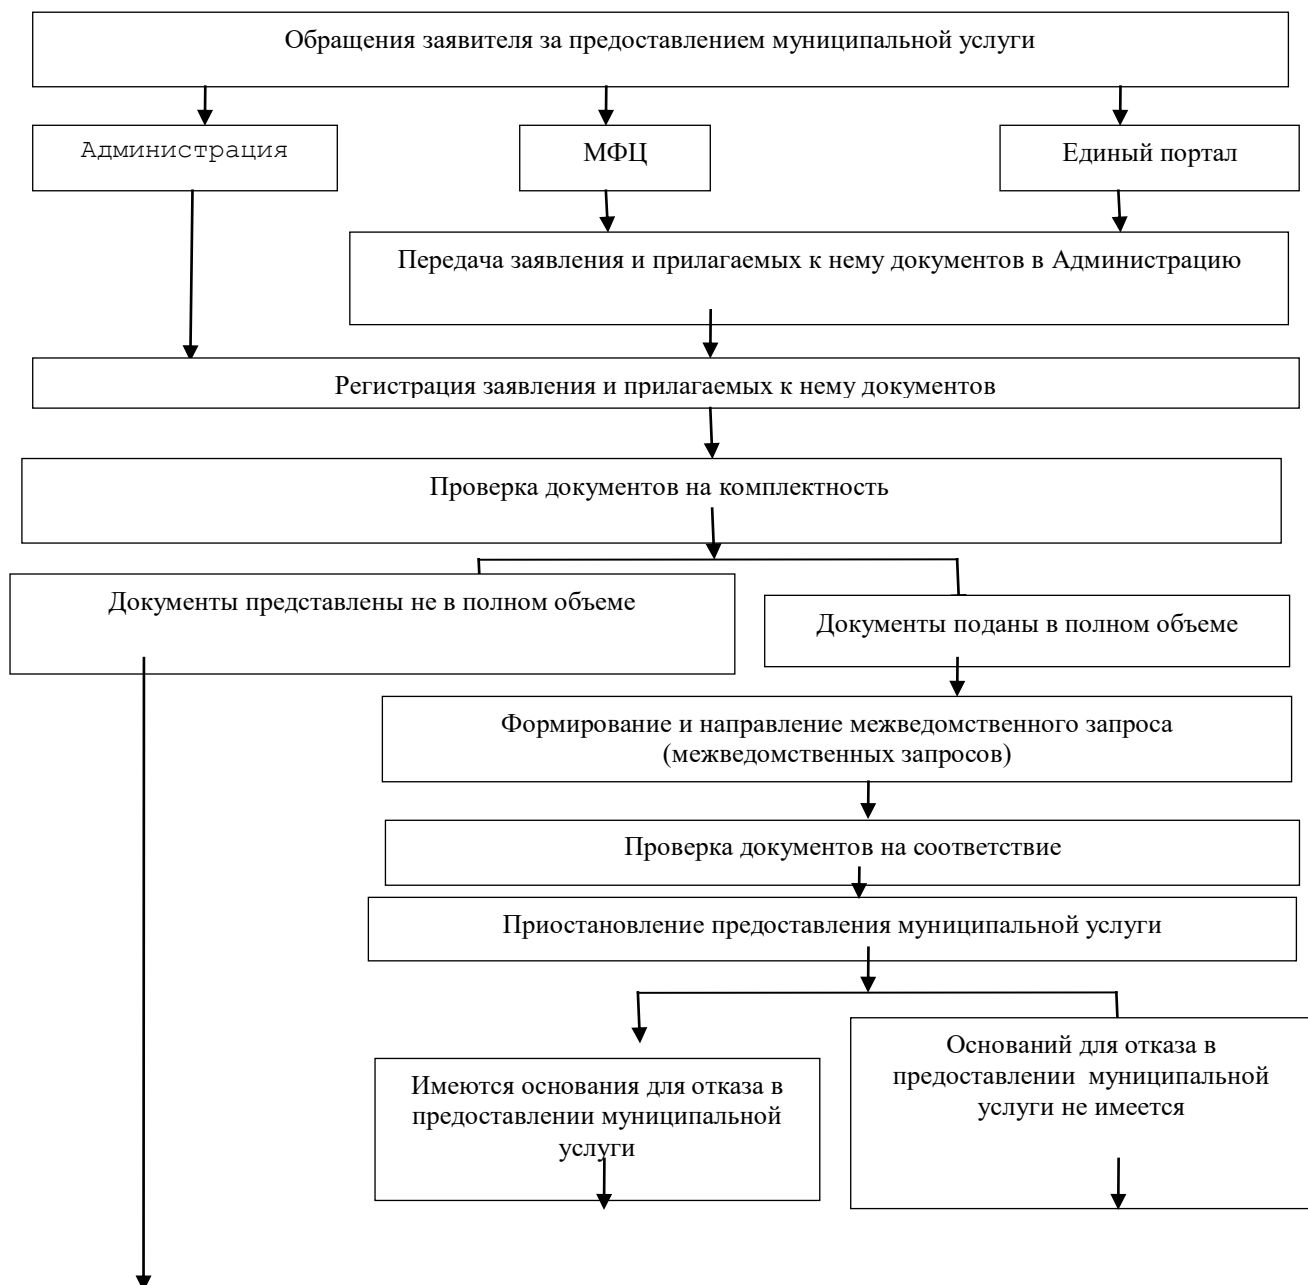 Обращения заявителя за предоставлением муниципальной услуги
Администрация
МФЦ
Единый портал
Передача заявления и прилагаемых к нему документов в Администрацию
Регистрация заявления и прилагаемых к нему документов
Проверка документов на комплектность
Документы представлены не в полном объеме
Документы поданы в полном объеме
Формирование и направление межведомственного запроса
(межведомственных запросов)
Проверка документов на соответствие
Приостановление предоставления муниципальной услуги
Имеются основания для отказа в
предоставлении муниципальной
услуги
Оснований для отказа в
предоставлении муниципальной
услуги не имеется